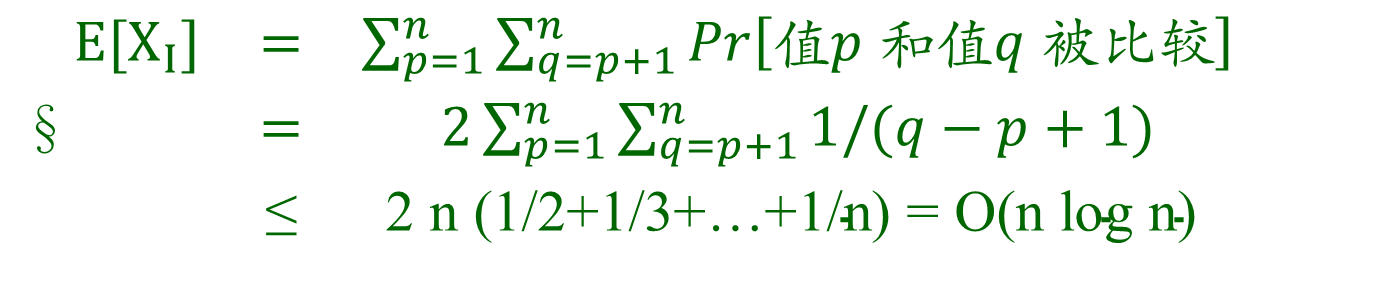 E[X_I] = ∑_{p=1}^{n} ∑_{q=p+1}^{n} Pr[值p 和值q 被比较]
§ = 2 ∑_{p=1}^{n} ∑_{q=p+1}^{n} 1/(q − p + 1)
≤ 2 n (1/2+1/3+…+1/n) = O(n log n)